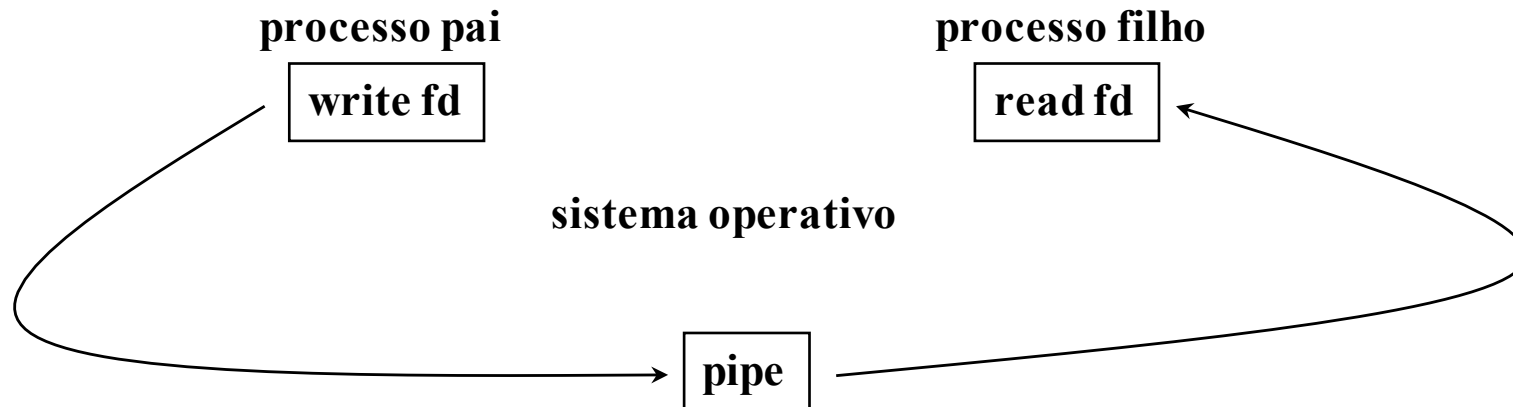 processo pai
processo filho
write fd
read fd
sistema operativo
pipe